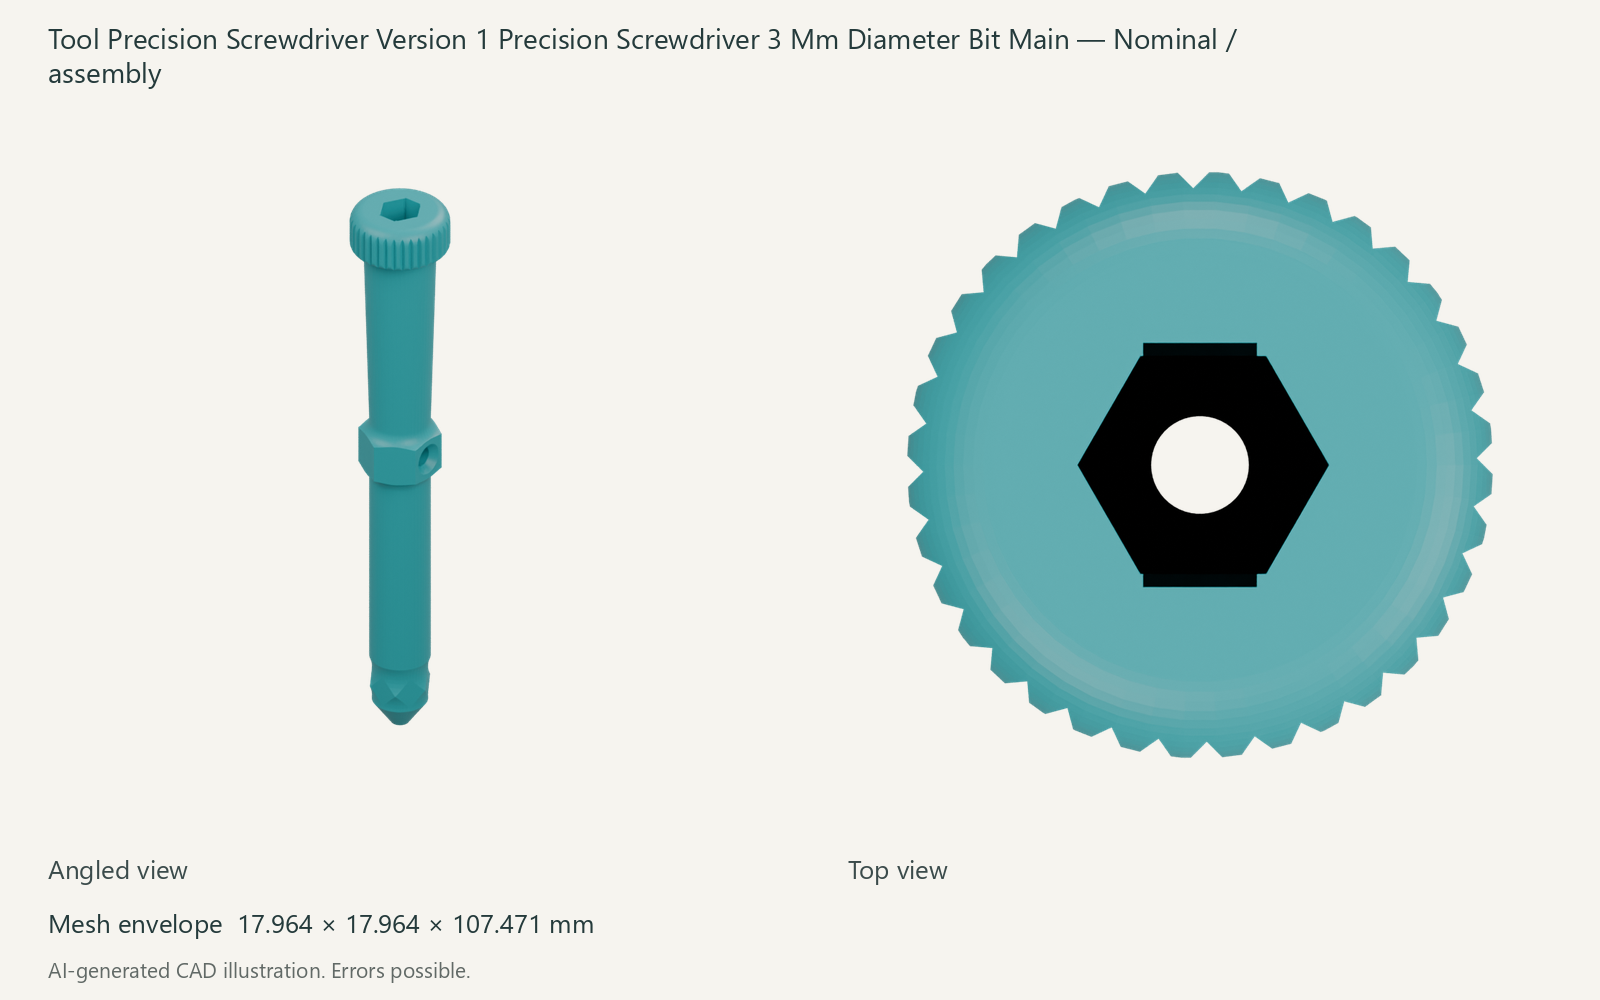 Tool Precision Screwdriver Version 1 Precision Screwdriver 3 Mm Diameter Bit Main — Nominal /
assembly
Angled view
Top view
Mesh envelope  17.964 × 17.964 × 107.471 mm
AI-generated CAD illustration. Errors possible.